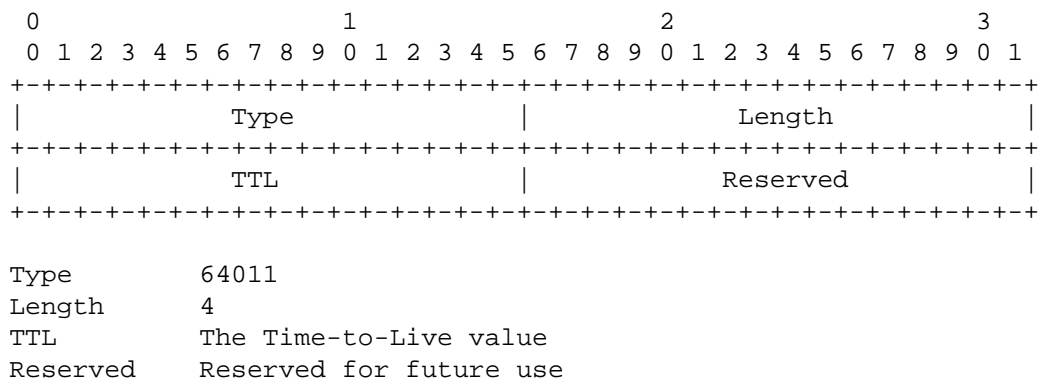 0                   1                   2                   3
 0 1 2 3 4 5 6 7 8 9 0 1 2 3 4 5 6 7 8 9 0 1 2 3 4 5 6 7 8 9 0 1
+-+-+-+-+-+-+-+-+-+-+-+-+-+-+-+-+-+-+-+-+-+-+-+-+-+-+-+-+-+-+-+-+
|             Type              |             Length            |
+-+-+-+-+-+-+-+-+-+-+-+-+-+-+-+-+-+-+-+-+-+-+-+-+-+-+-+-+-+-+-+-+
|             TTL               |            Reserved           |
+-+-+-+-+-+-+-+-+-+-+-+-+-+-+-+-+-+-+-+-+-+-+-+-+-+-+-+-+-+-+-+-+
Type        64011
Length      4
TTL         The Time-to-Live value
Reserved    Reserved for future use